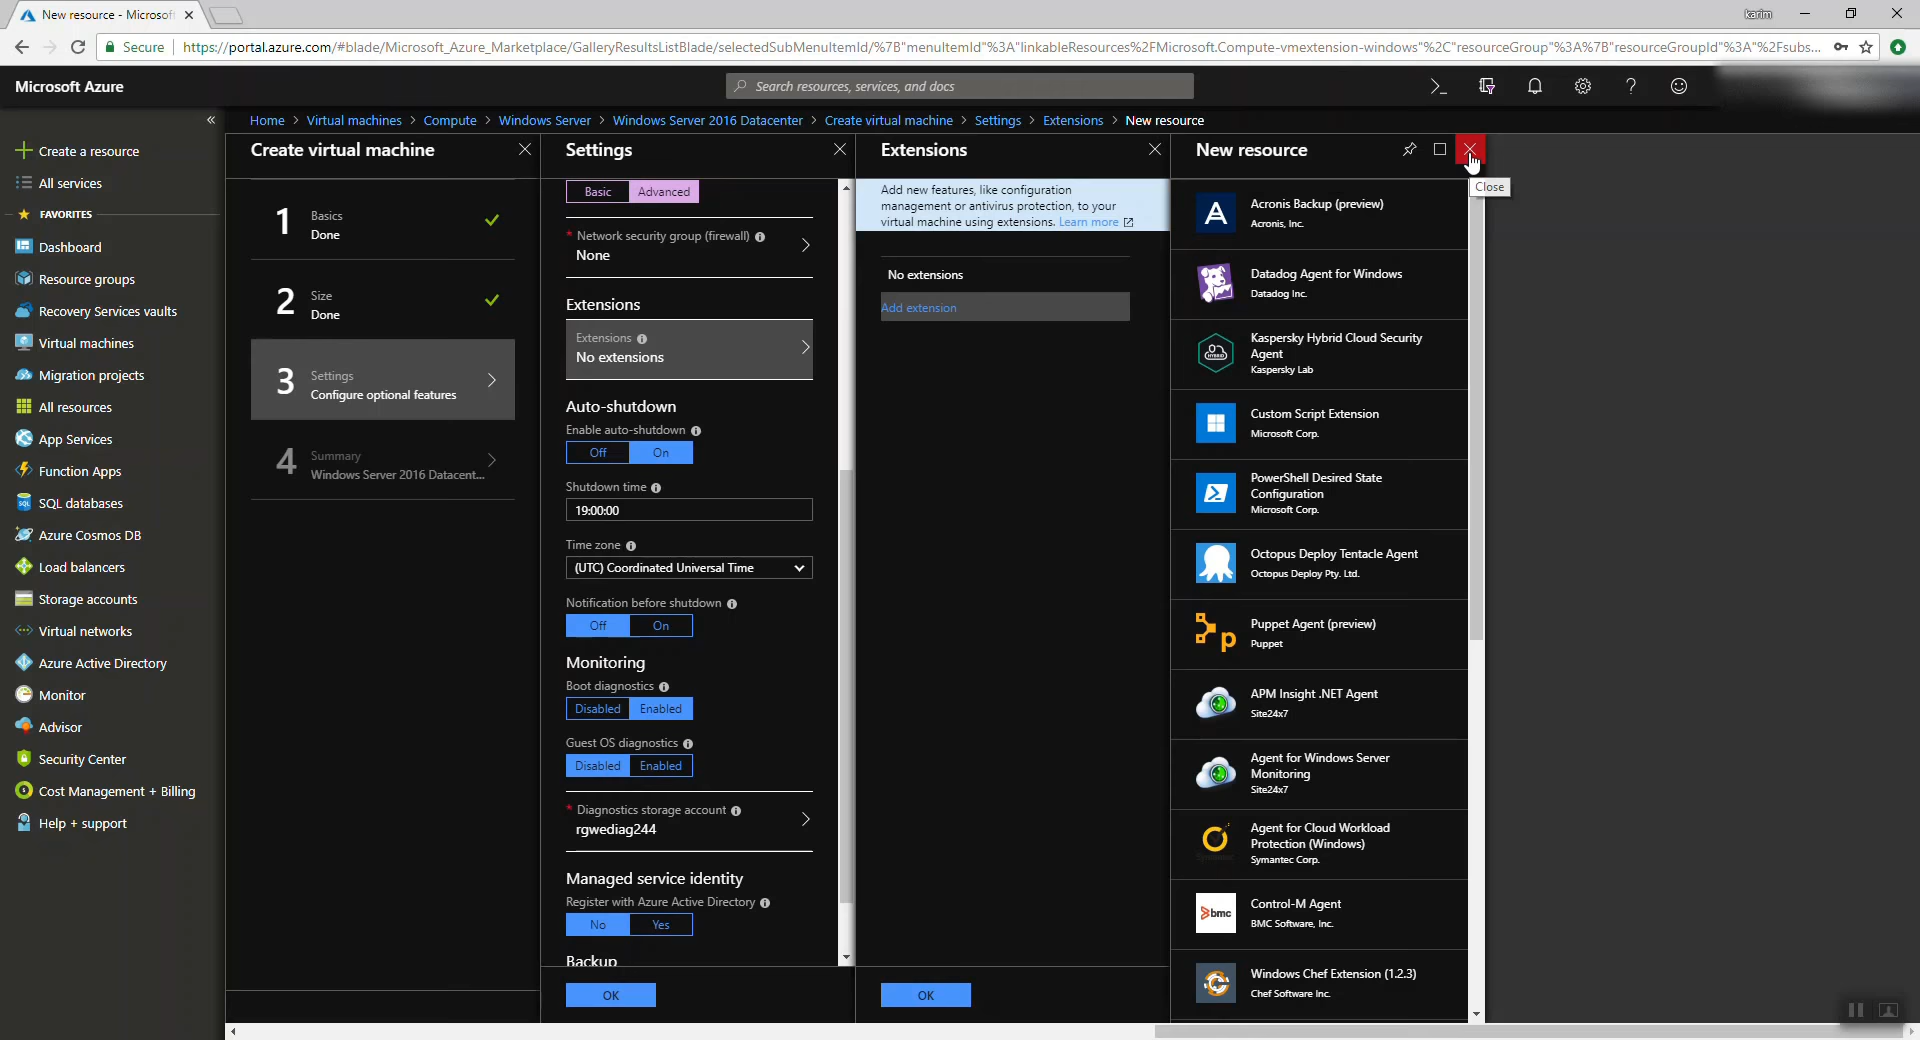 New resource - Microsof
karim
Secure
https://portal.azure.com/#blade/Microsoft_Azure_Marketplace/GalleryResultsListBlade/selectedSubMenuItemId/%7B"menuItemId"%3A"linkableResources%2FMicrosoft.Compute-vmextension-windows"%2C"resourceGroup"%3A%7B"resourceGroupId"%3A"%2Fsubs...
Microsoft Azure
Search resources, services, and docs
Home > Virtual machines > Compute > Windows Server > Windows Server 2016 Datacenter > Create virtual machine > Settings > Extensions > New resource
Create a resource
All services
FAVORITES
Dashboard
Resource groups
Recovery Services vaults
Virtual machines
Migration projects
All resources
App Services
Function Apps
SQL databases
Azure Cosmos DB
Load balancers
Storage accounts
Virtual networks
Azure Active Directory
Monitor
Advisor
Security Center
Cost Management + Billing
Help + support
Create virtual machine
1
Basics
Done
2
Size
Done
3
Settings
Configure optional features
4
Summary
Windows Server 2016 Datacent...
Settings
Basic Advanced
* Network security group (firewall)
None
Extensions
Extensions
No extensions
Auto-shutdown
Enable auto-shutdown
Off On
Shutdown time
19:00:00
Time zone
(UTC) Coordinated Universal Time
Notification before shutdown
Off On
Monitoring
Boot diagnostics
Disabled Enabled
Guest OS diagnostics
Disabled Enabled
* Diagnostics storage account
rgwediag244
Managed service identity
Register with Azure Active Directory
No Yes
Backup
OK
Extensions
Add new features, like configuration
management or antivirus protection, to your
virtual machine using extensions. Learn more
No extensions
Add extension
OK
New resource
Close
Acronis Backup (preview)
Acronis, Inc.
Datadog Agent for Windows
Datadog Inc.
HYBRID
Kaspersky Hybrid Cloud Security
Agent
Kaspersky Lab
Custom Script Extension
Microsoft Corp.
PowerShell Desired State
Configuration
Microsoft Corp.
Octopus Deploy Tentacle Agent
Octopus Deploy Pty. Ltd.
Puppet Agent (preview)
Puppet
APM Insight .NET Agent
Site24x7
Agent for Windows Server
Monitoring
Site24x7
Agent for Cloud Workload
Protection (Windows)
Symantec Corp.
bmc
Control-M Agent
BMC Software, Inc.
Windows Chef Extension (1.2.3)
Chef Software Inc.